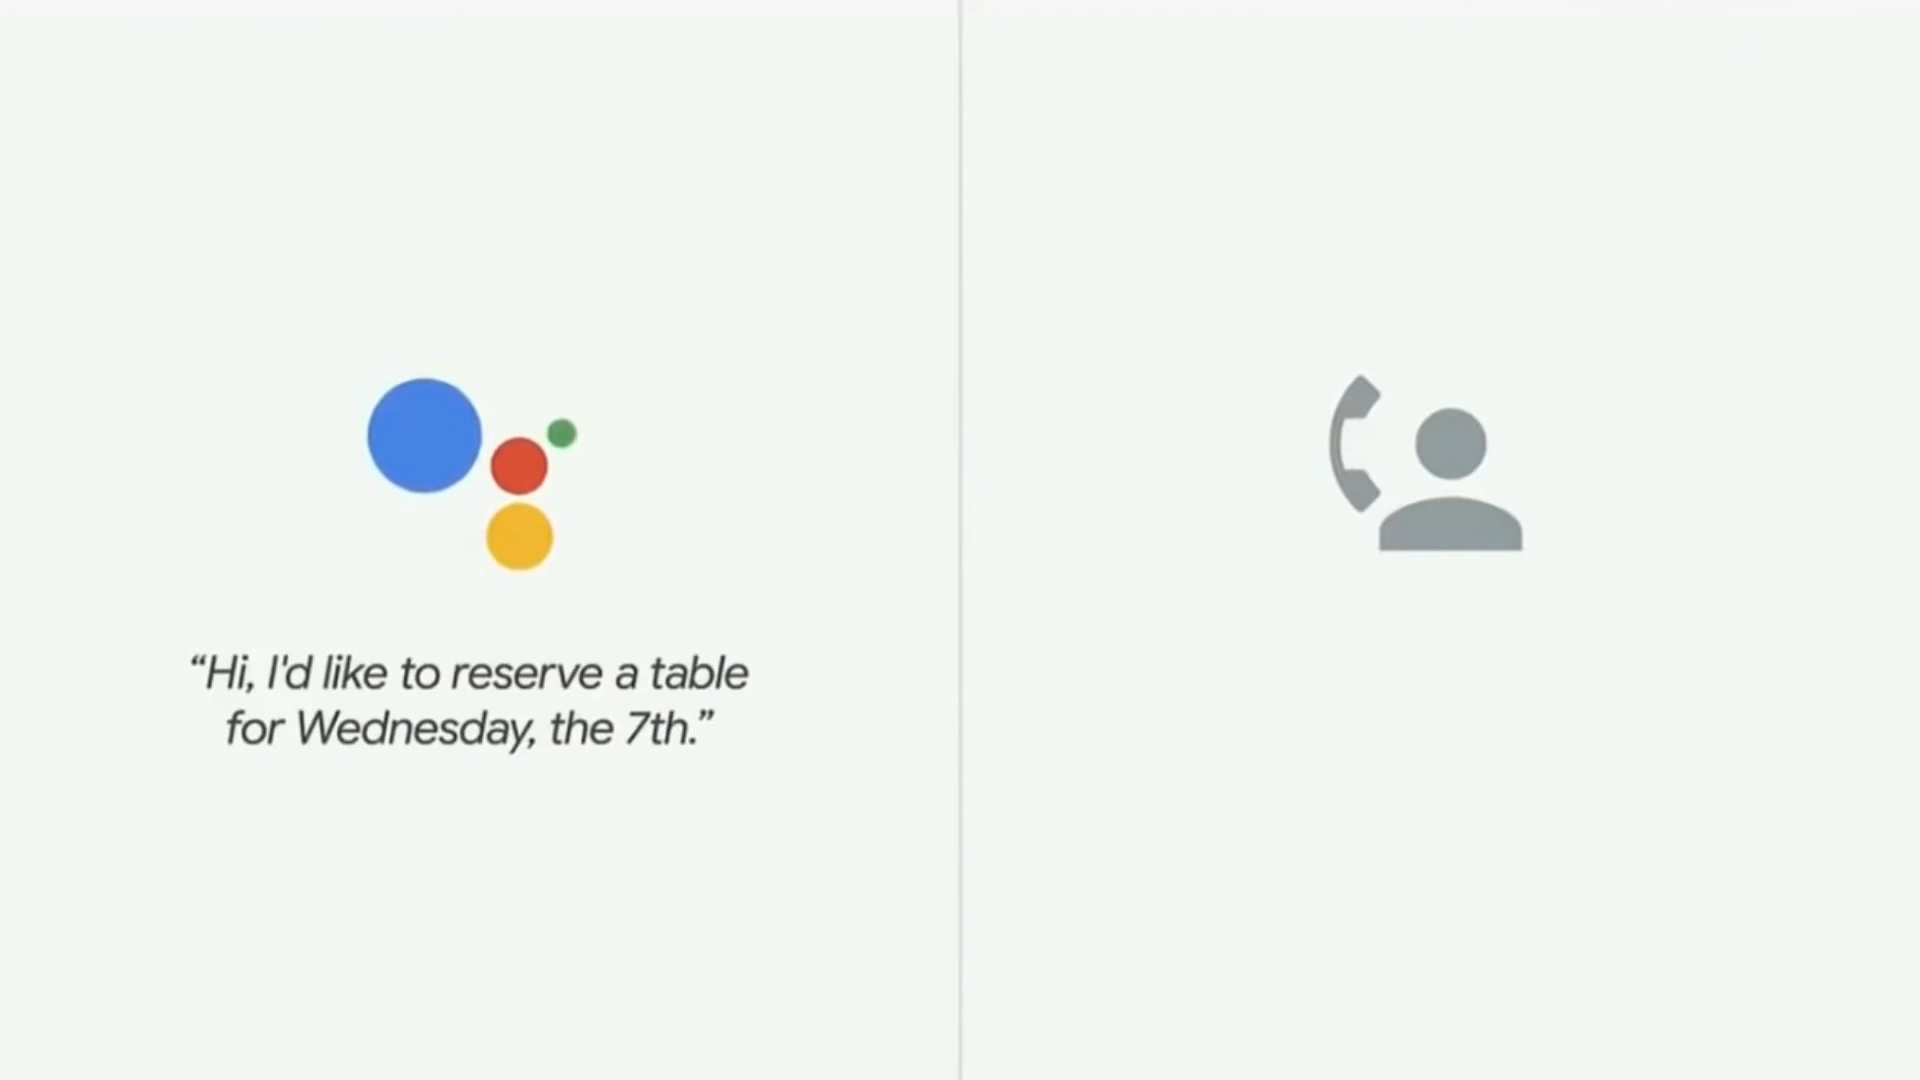 “Hi, I'd like to reserve a table
for Wednesday, the 7th.”